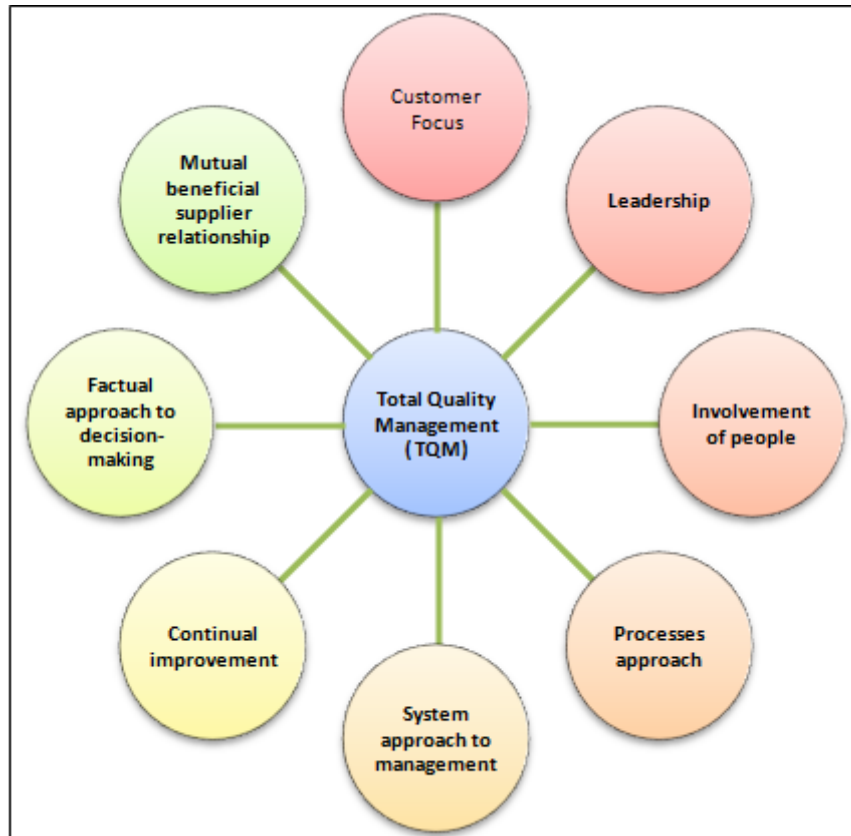 Customer
Focus
Leadership
Involvement
of people
Processes
approach
System
approach to
management
Continual
improvement
Factual
approach to
decision-
making
Mutual
beneficial
supplier
relationship
Total Quality
Management
(TQM)